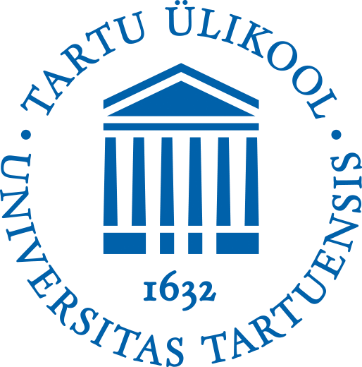 TARTU ÜLIKOOL
1632
• UNIVERSITAS TARTUENSIS •